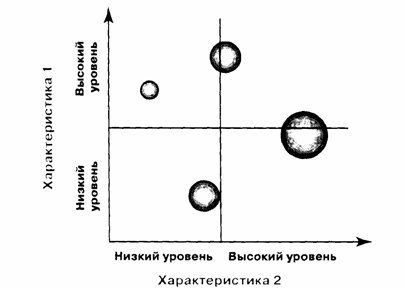 Характеристика 1
Высокий
уровень
Низкий
уровень
Низкий уровень
Высокий уровень
Характеристика 2